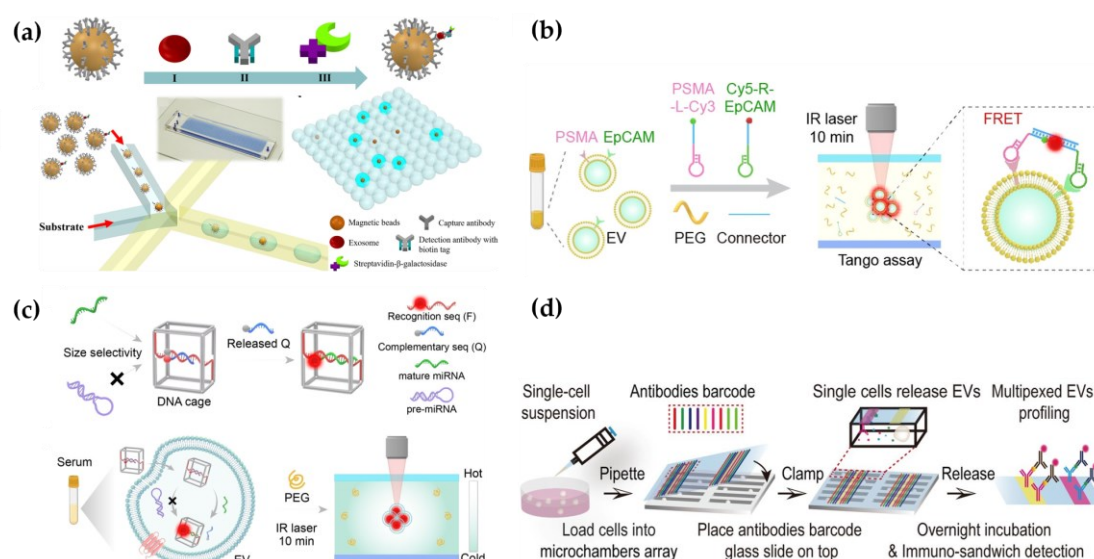 (a)
I
II
III
Substrate
Magnetic beads
Capture antibody
Exosome
Detection antibody with
biotin tag
Streptavidin-β-galactosidase
(b)
PSMA
-L-Cy3
Cy5-R-
EpCAM
PSMA EpCAM
EV
PEG
Connector
IR laser
10 min
Tango assay
FRET
(c)
Size selectivity
DNA cage
Released Q
Recognition seq (F)
Complementary seq (Q)
mature miRNA
pre-miRNA
Serum
EV
PEG
IR laser
10 min
Hot
Cold
(d)
Single-cell
suspension
Antibodies barcode
Single cells release EVs
Multipexed EVs
profiling
Pipette
Clamp
Release
Load cells into
microchambers array
Place antibodies barcode
glass slide on top
Overnight incubation
& Immuno-sandwich detection